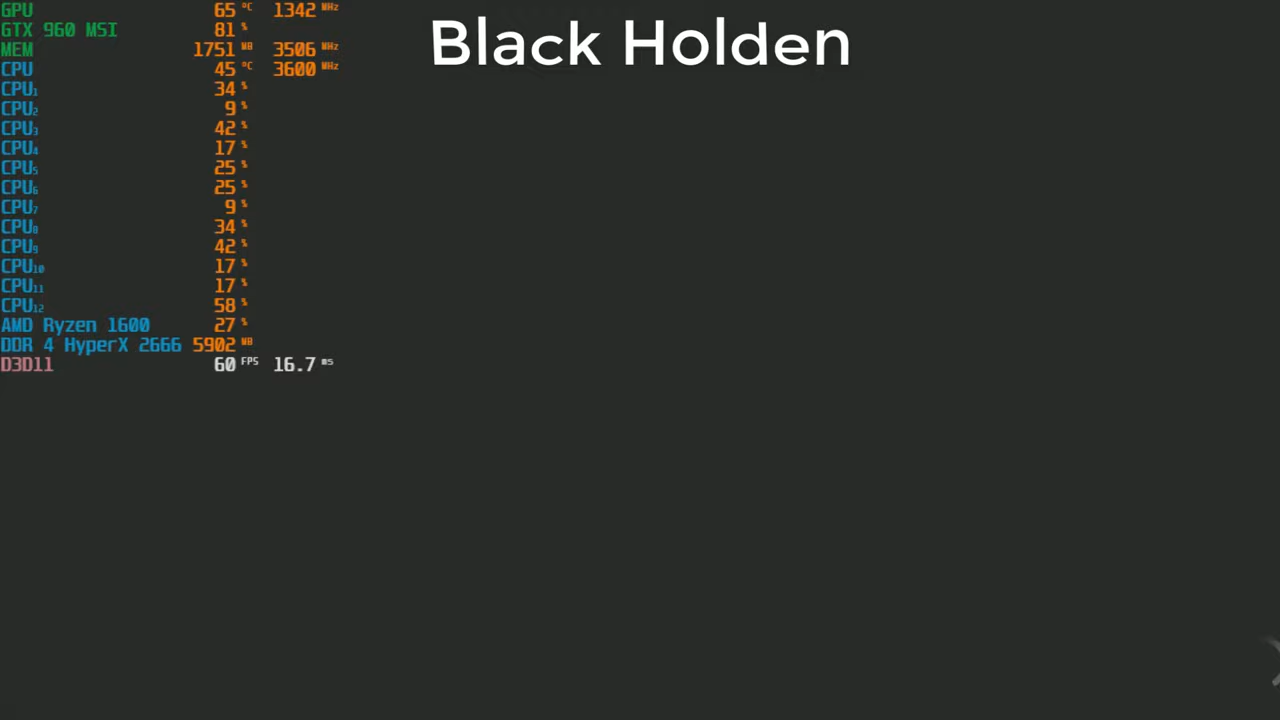 Black Holden
GPU 65 °C 1342 MHz
GTX 960 MSI 81 %
MEM 1751 MB 3506 MHz
CPU 45 °C 3600 MHz
CPU1 34 %
CPU2 9 %
CPU3 42 %
CPU4 17 %
CPU5 25 %
CPU6 25 %
CPU7 9 %
CPU8 34 %
CPU9 42 %
CPU10 17 %
CPU11 17 %
CPU12 58 %
AMD Ryzen 1600 27 %
DDR 4 HyperX 2666 5902 MB
D3D11 60 FPS 16.7 ms